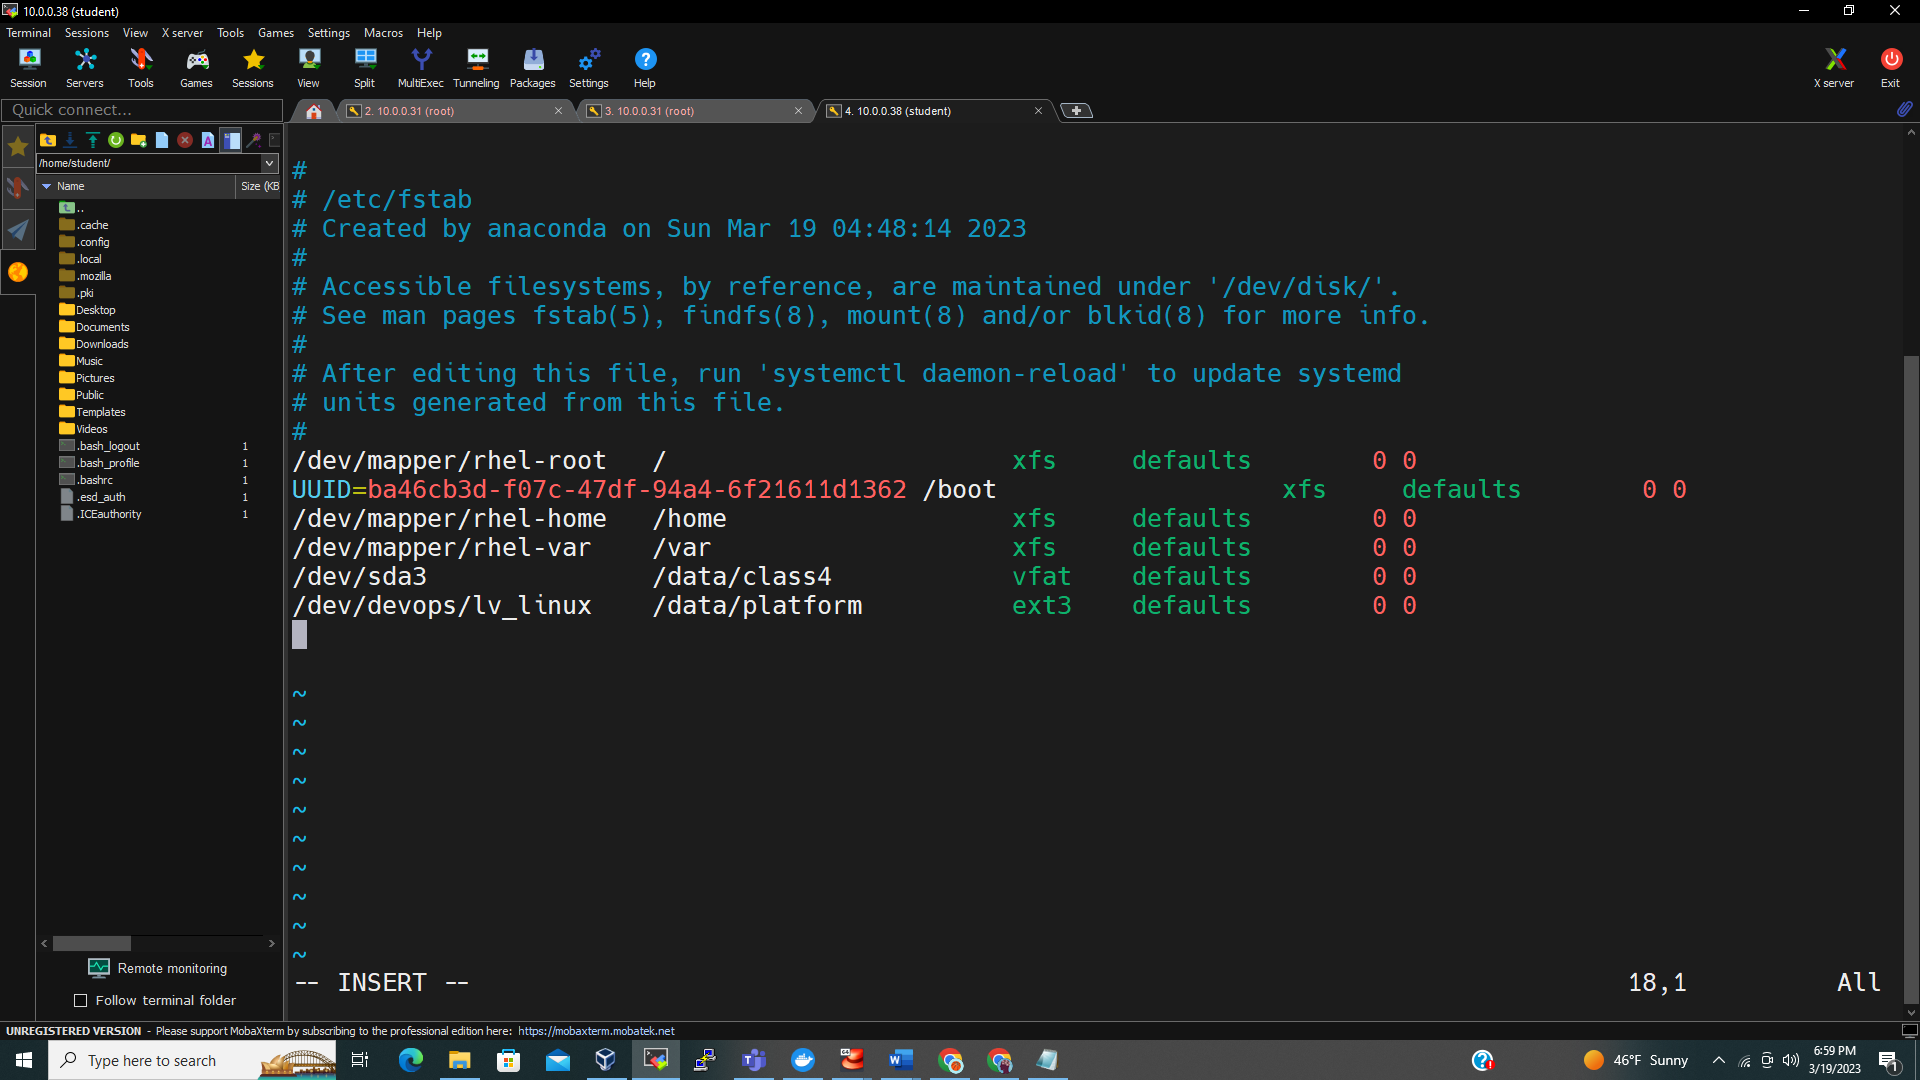 10.0.0.38 (student)
Terminal Sessions View X server Tools Games Settings Macros Help
Session Servers Tools Games Sessions View Split MultiExec Tunneling Packages Settings Help X server Exit
Quick connect...
2. 10.0.0.31 (root)
3. 10.0.0.31 (root)
4. 10.0.0.38 (student)
/home/student/
Name Size (KB
..
.cache
.config
.local
.mozilla
.pki
Desktop
Documents
Downloads
Music
Pictures
Public
Templates
Videos
.bash_logout 1
.bash_profile 1
.bashrc 1
.esd_auth 1
.ICEauthority 1
Remote monitoring
Follow terminal folder
#
# /etc/fstab
# Created by anaconda on Sun Mar 19 04:48:14 2023
#
# Accessible filesystems, by reference, are maintained under '/dev/disk/'.
# See man pages fstab(5), findfs(8), mount(8) and/or blkid(8) for more info.
#
# After editing this file, run 'systemctl daemon-reload' to update systemd
# units generated from this file.
#
/dev/mapper/rhel-root / xfs defaults 0 0
UUID=ba46cb3d-f07c-47df-94a4-6f21611d1362 /boot xfs defaults 0 0
/dev/mapper/rhel-home /home xfs defaults 0 0
/dev/mapper/rhel-var /var xfs defaults 0 0
/dev/sda3 /data/class4 vfat defaults 0 0
/dev/devops/lv_linux /data/platform ext3 defaults 0 0
~
~
~
~
~
~
~
~
~
~
-- INSERT -- 18,1 All
UNREGISTERED VERSION - Please support MobaXterm by subscribing to the professional edition here: https://mobaxterm.mobatek.net
Type here to search
46°F Sunny
6:59 PM
3/19/2023
1